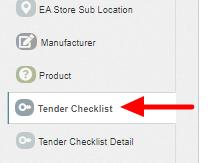 EA Store Sub Location
Manufacturer
Product
Tender Checklist
Tender Checklist Detail